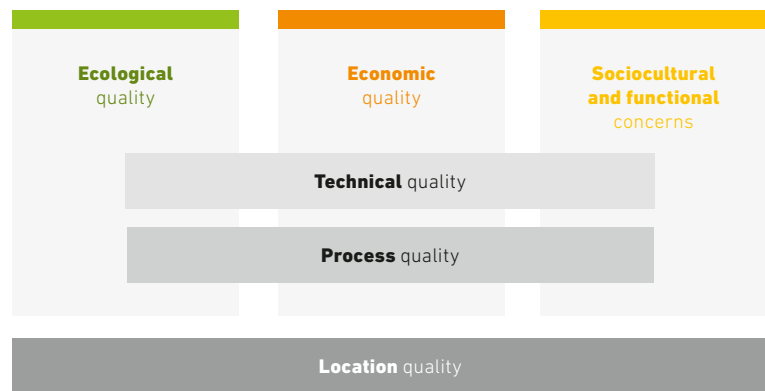 Ecological
quality
Economic
quality
Sociocultural
and functional
concerns
Technical quality
Process quality
Location quality